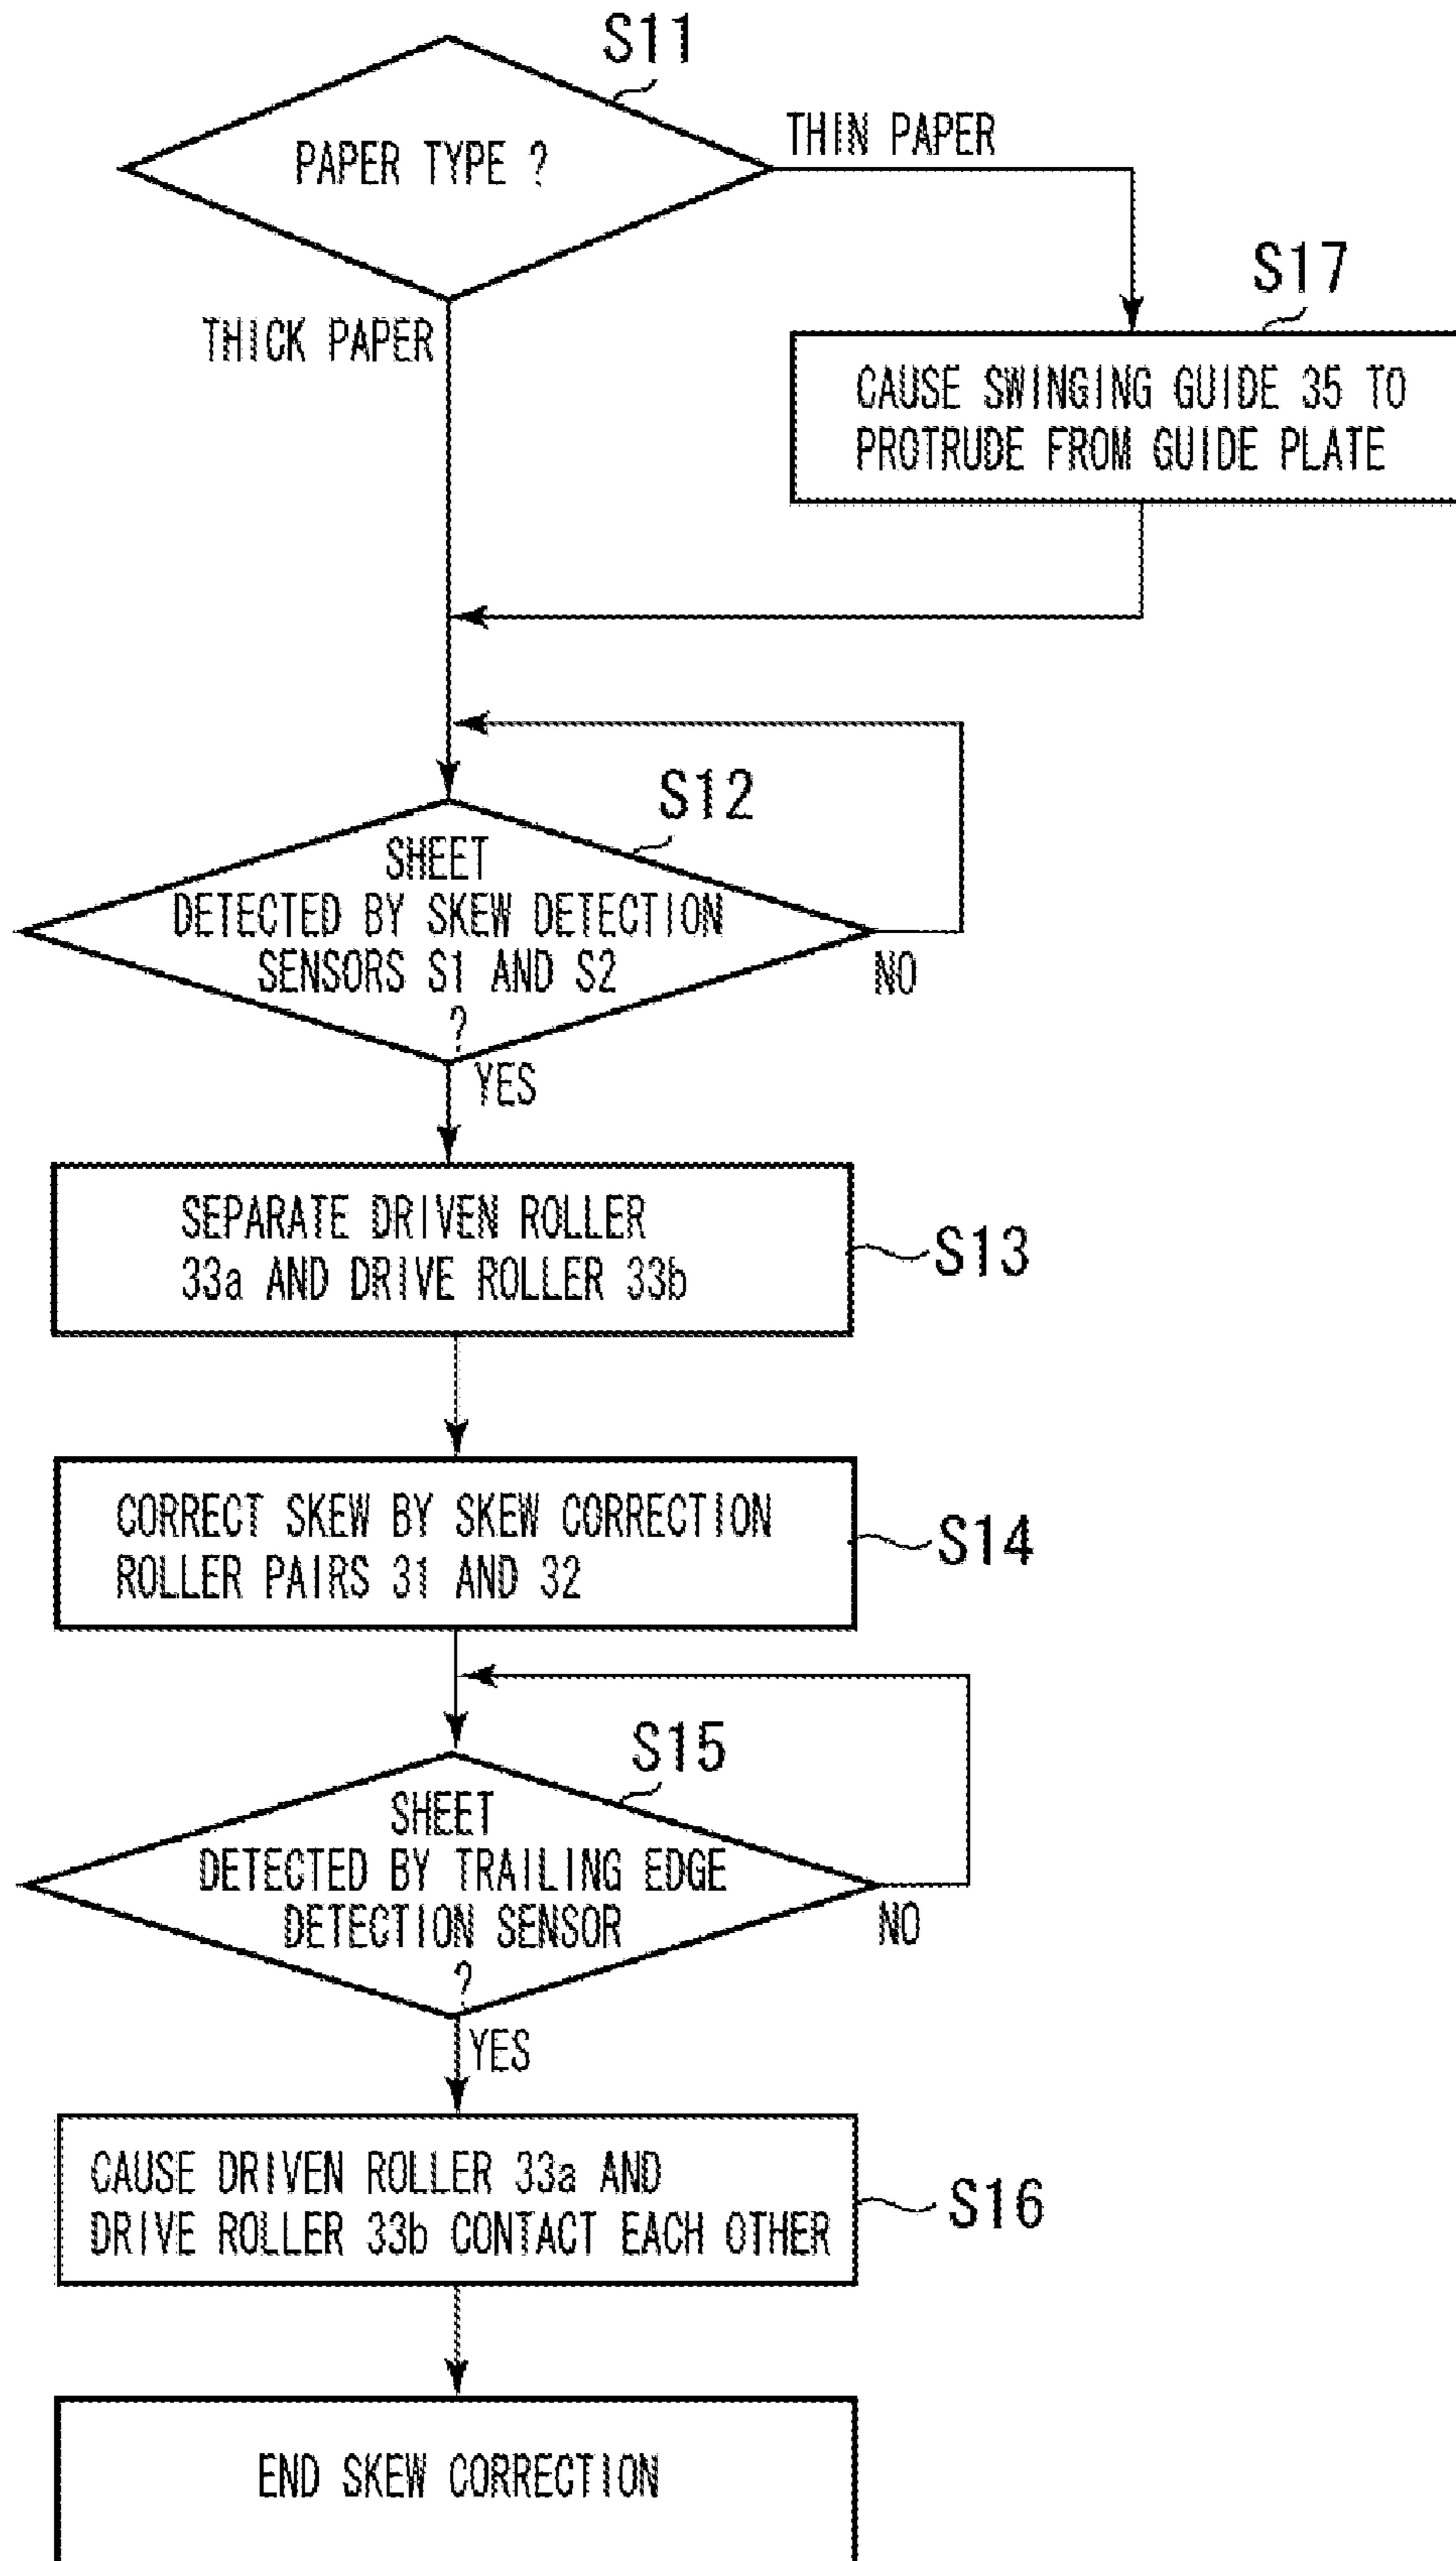 S11
PAPER TYPE ?
THIN PAPER
THICK PAPER
S17
CAUSE SWINGING GUIDE 35 TO
PROTRUDE FROM GUIDE PLATE
S12
SHEET
DETECTED BY SKEW DETECTION
SENSORS S1 AND S2
?
NO
YES
SEPARATE DRIVEN ROLLER
33a AND DRIVE ROLLER 33b
S13
CORRECT SKEW BY SKEW CORRECTION
ROLLER PAIRS 31 AND 32
S14
S15
SHEET
DETECTED BY TRAILING EDGE
DETECTION SENSOR
?
NO
YES
CAUSE DRIVEN ROLLER 33a AND
DRIVE ROLLER 33b CONTACT EACH OTHER
S16
END SKEW CORRECTION